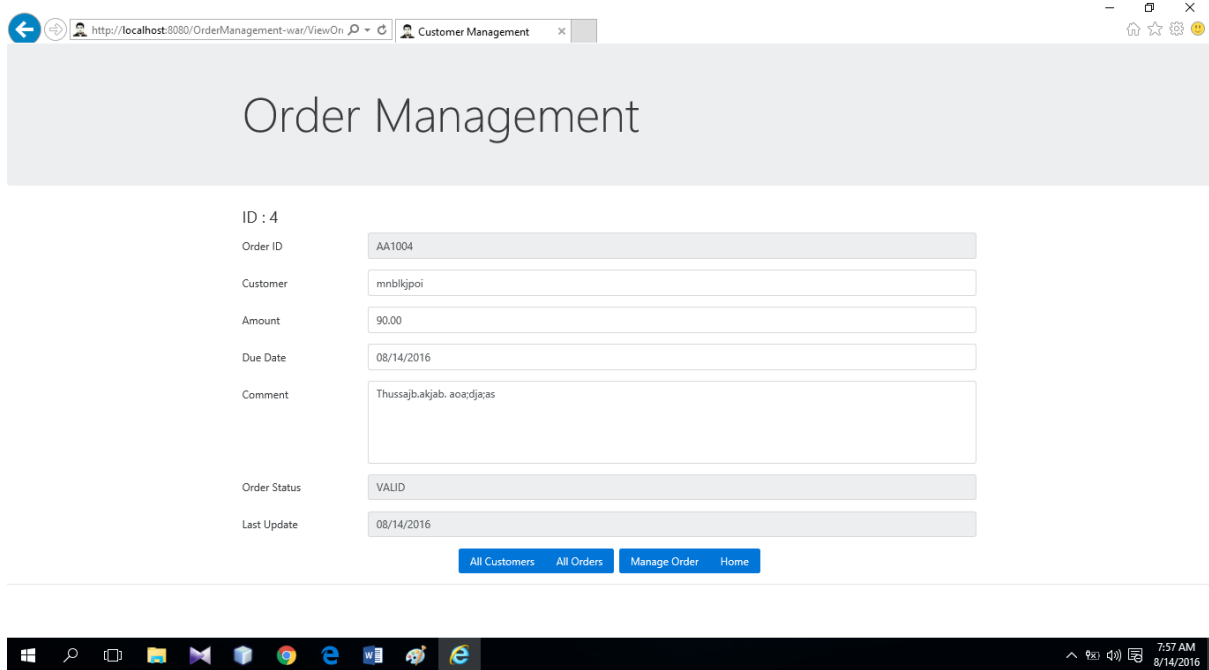 http://localhost:8080/OrderManagement-war/ViewOr
Customer Management
Order Management
ID : 4
Order ID AA1004
Customer mnblkjpoi
Amount 90.00
Due Date 08/14/2016
Comment Thussajb.akjab. aoa;dja;as
Order Status VALID
Last Update 08/14/2016
All Customers All Orders Manage Order Home
7:57 AM
8/14/2016